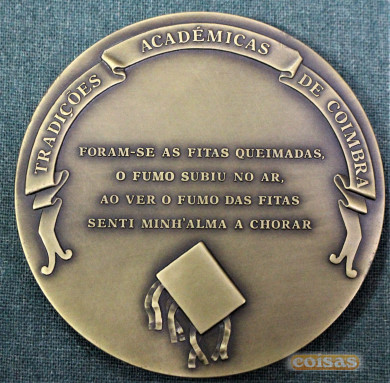 TRADIÇÕES ACADÉMICAS DE COIMBRA
FORAM-SE AS FITAS QUEIMADAS,
O FUMO SUBIU NO AR,
AO VER O FUMO DAS FITAS
SENTI MINH'ALMA A CHORAR
coisas